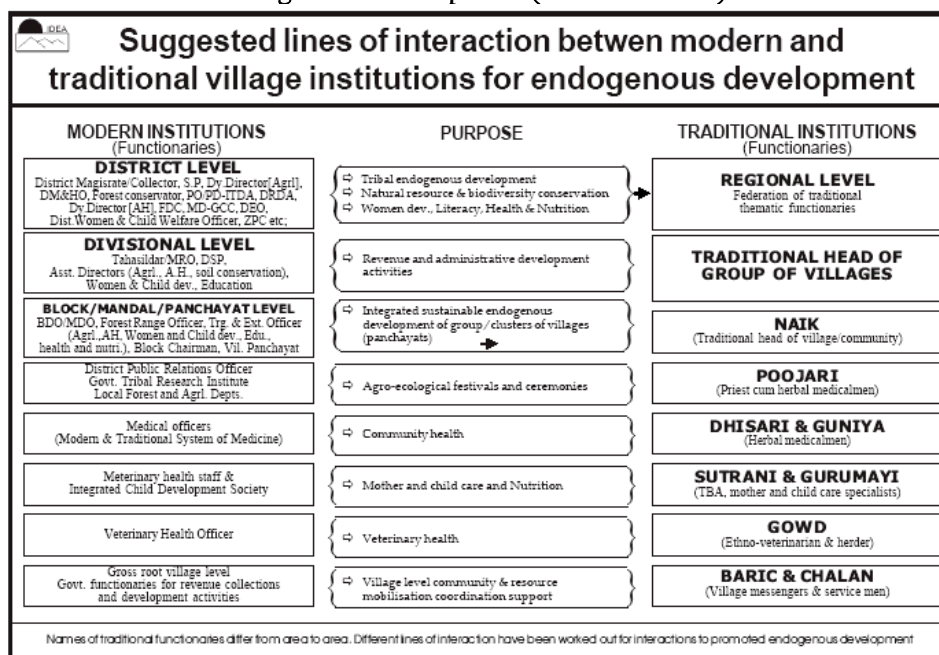 IDEA
Suggested lines of interaction betwen modern and
traditional village institutions for endogenous development
MODERN INSTITUTIONS
(Functionaries)
PURPOSE
TRADITIONAL INSTITUTIONS
(Functionaries)
DISTRICT LEVEL
District Magisrate/Collector, S.P, Dy.Director[Agrl],
DM&HO, Forest conservator, PO/PD-ITDA, DRDA,
Dy.Director [AH], FDC, MD-GCC, DEO,
Dist.Women & Child Welfare Officer, ZPC etc;
⇨ Tribal endogenous development
⇨ Natural resource & biodiversity conservation
⇨ Women dev., Literacy, Health & Nutrition
REGIONAL LEVEL
Federation of traditional
thematic functionaries
DIVISIONAL LEVEL
Tahasildar/MRO, DSP,
Asst. Directors (Agrl., A.H., soil conservation),
Women & Child dev., Education
⇨ Revenue and administrative development
activities
TRADITIONAL HEAD OF
GROUP OF VILLAGES
BLOCK/MANDAL/PANCHAYAT LEVEL
BDO/MDO, Forest Range Officer, Trg. & Ext. Officer
(Agrl.,AH, Women and Child dev., Edu.,
health and nutri.), Block Chairman, Vil. Panchayat
⇨ Integrated sustainable endogenous
development of group/clusters of villages
(panchayats)
NAIK
(Traditional head of village/community)
District Public Relations Officer
Govt. Tribal Research Institute
Local Forest and Agrl. Depts.
⇨ Agro-ecological festivals and ceremonies
POOJARI
(Priest cum herbal medicalmen)
Medical officers
(Modern & Traditional System of Medicine)
⇨ Community health
DHISARI & GUNIYA
(Herbal medicalmen)
Meterinary health staff &
Integrated Child Development Society
⇨ Mother and child care and Nutrition
SUTRANI & GURUMAYI
(TBA, mother and child care specialists)
Veterinary Health Officer
⇨ Veterinary health
GOWD
(Ethno-veterinarian & herder)
Gross root village level
Govt. functionaries for revenue collections
and development activities
⇨ Village level community & resource
mobilisation coordination support
BARIC & CHALAN
(Village messengers & service men)
Names of traditional functionaries differ from area to area. Different lines of interaction have been worked out for interactions to promoted endogenous development